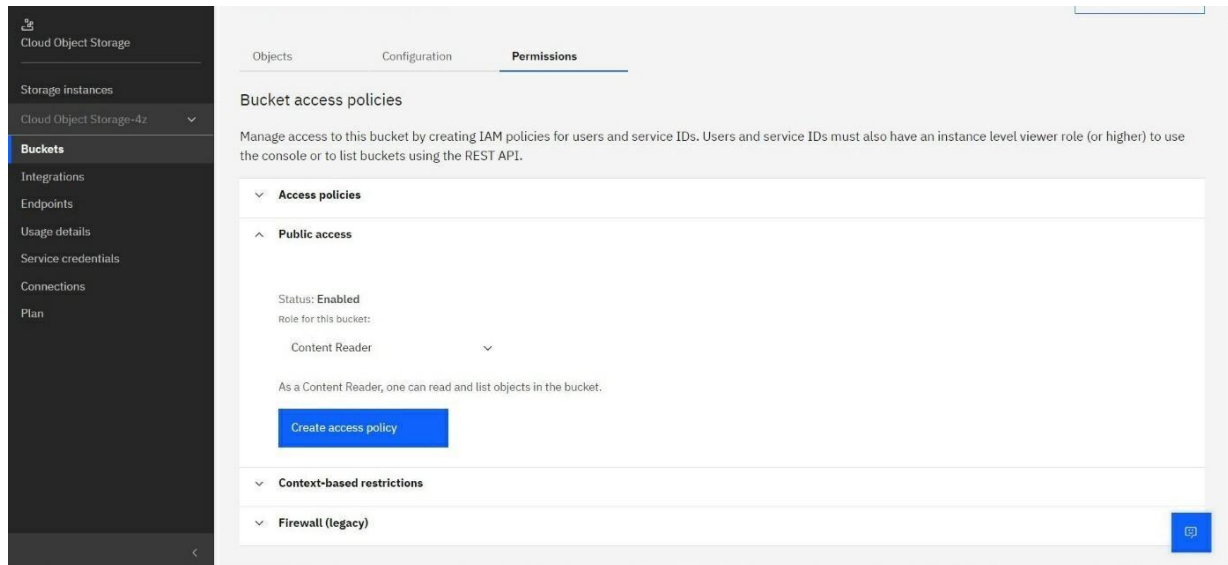 Cloud Object Storage
Storage instances
Cloud Object Storage-4z
Buckets
Integrations
Endpoints
Usage details
Service credentials
Connections
Plan
Objects
Configuration
Permissions
Bucket access policies
Manage access to this bucket by creating IAM policies for users and service IDs. Users and service IDs must also have an instance level viewer role (or higher) to use
the console or to list buckets using the REST API.
Access policies
Public access
Status: Enabled
Role for this bucket:
Content Reader
As a Content Reader, one can read and list objects in the bucket.
Create access policy
Context-based restrictions
Firewall (legacy)